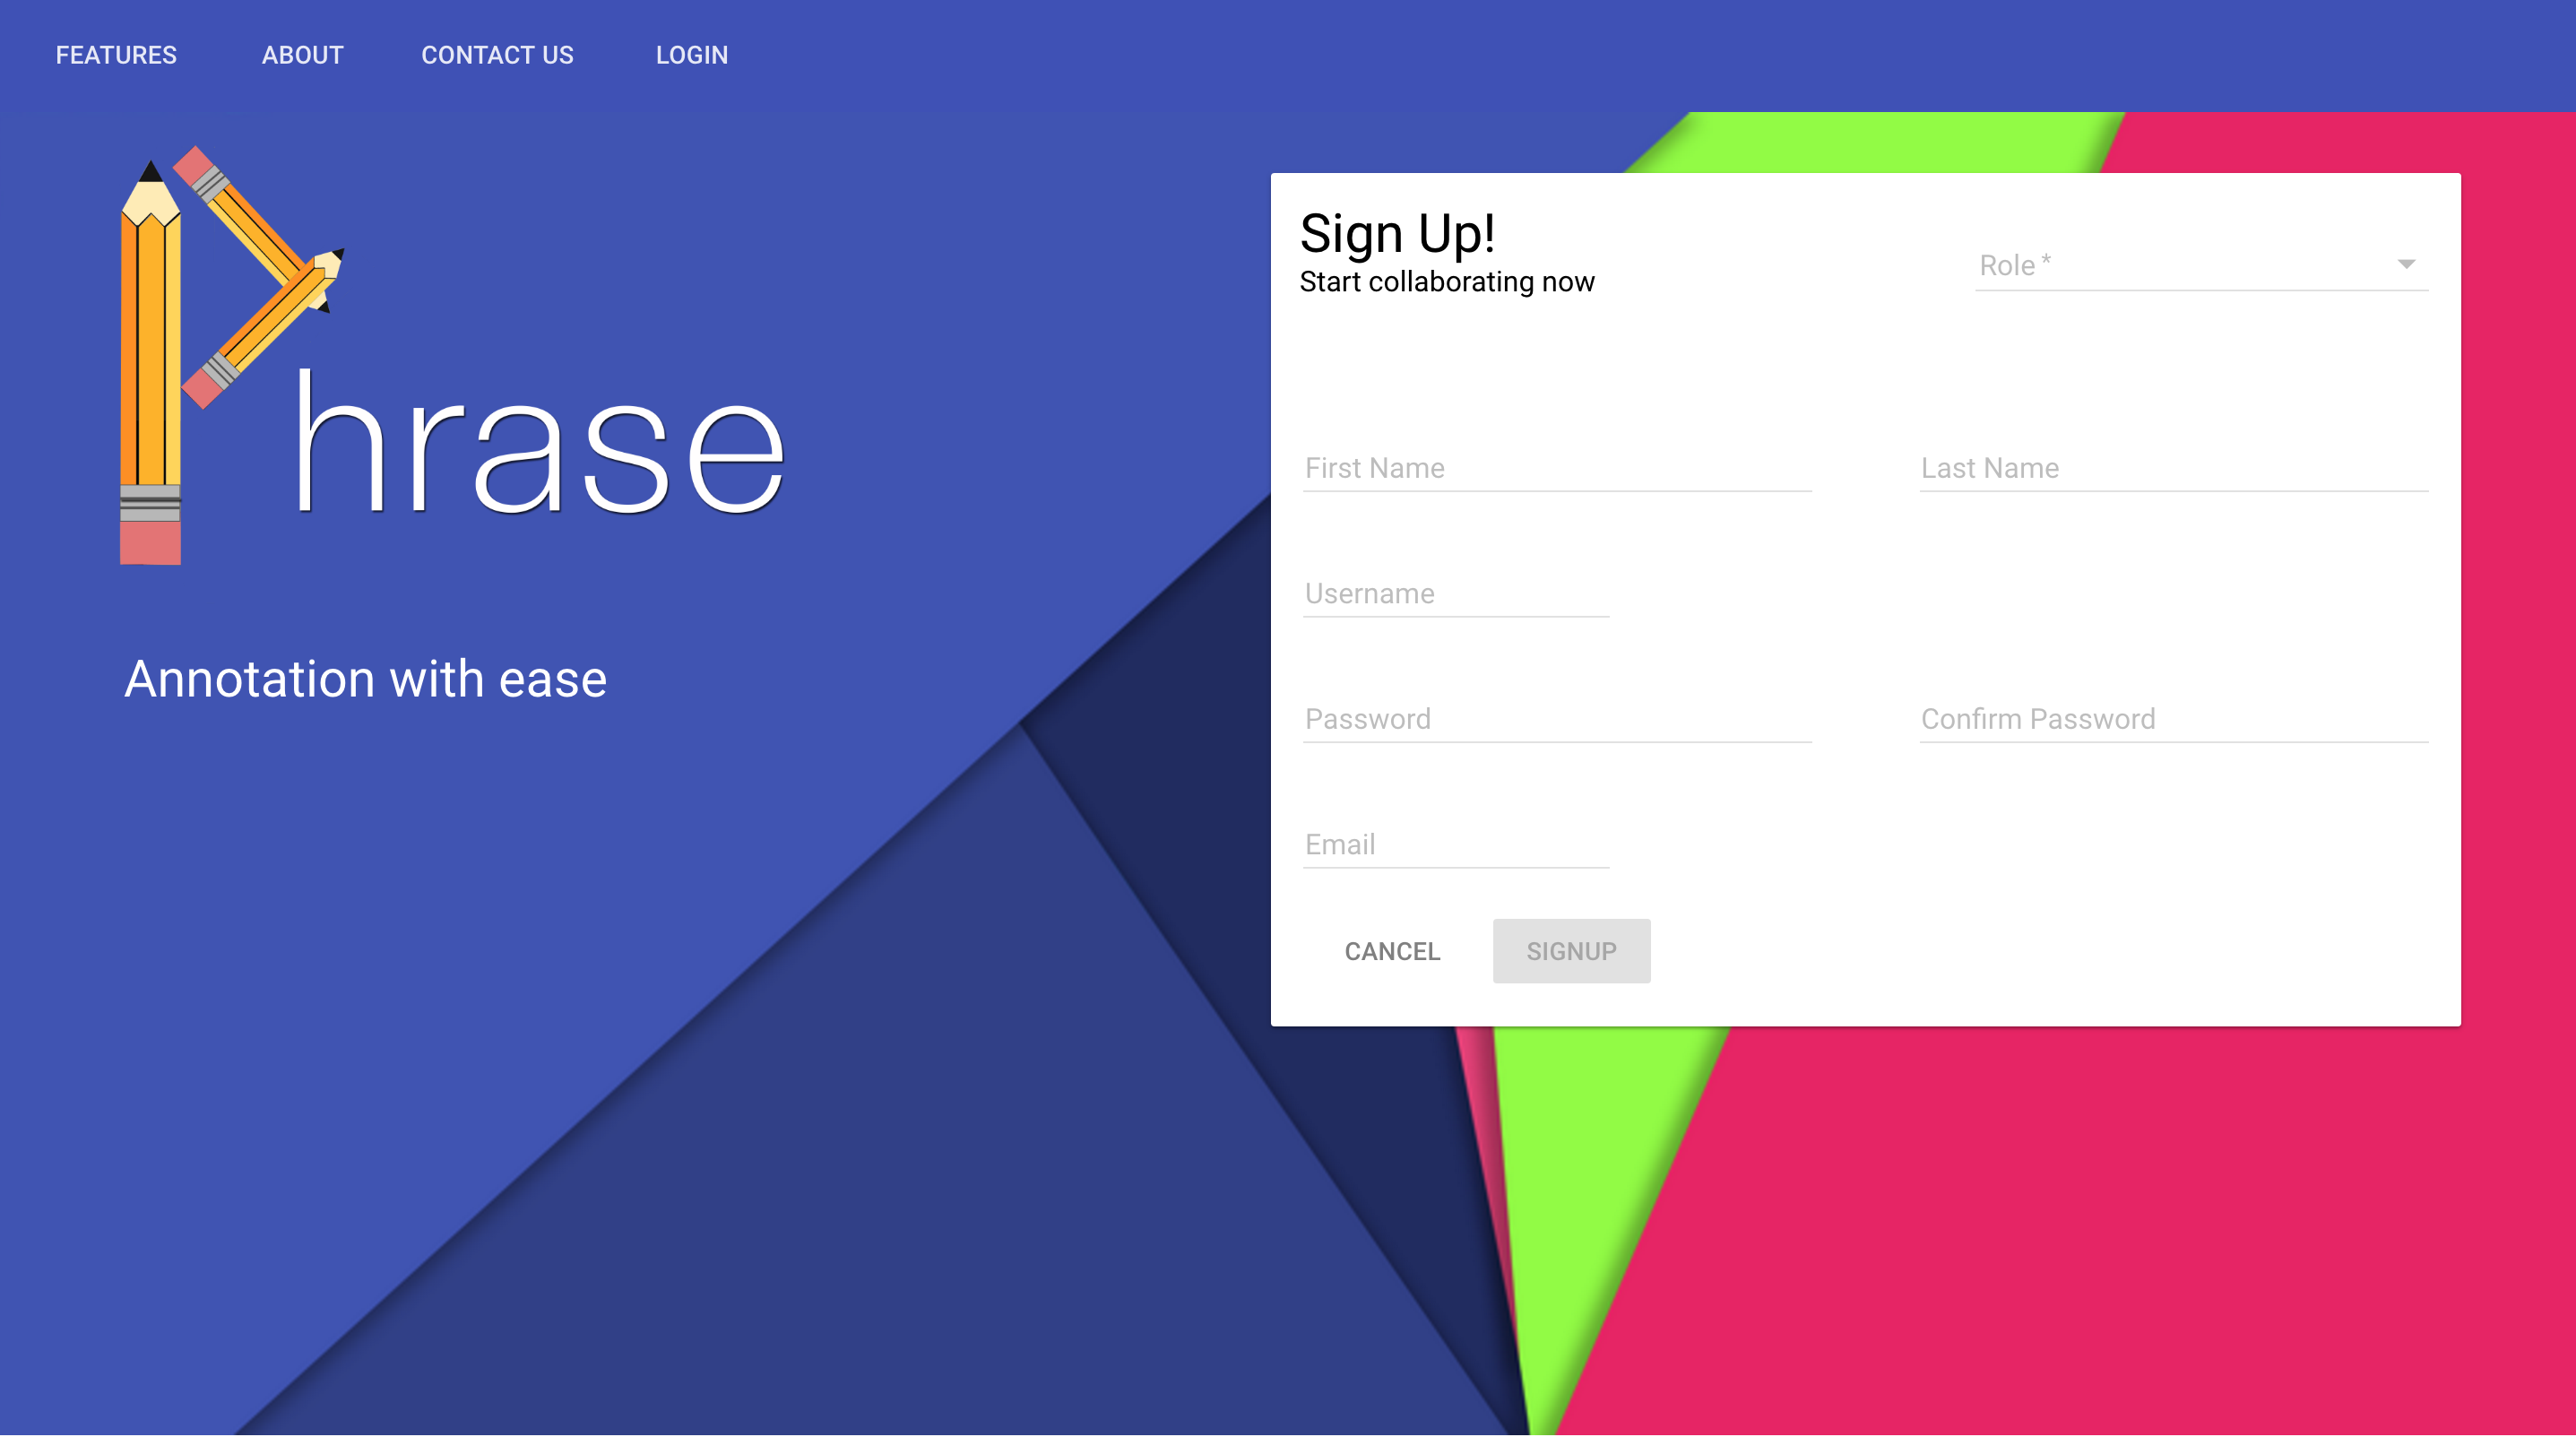 FEATURES ABOUT CONTACT US LOGIN
Phrase
Annotation with ease
Sign Up!
Start collaborating now
Role *
First Name Last Name
Username
Password Confirm Password
Email
CANCEL SIGNUP